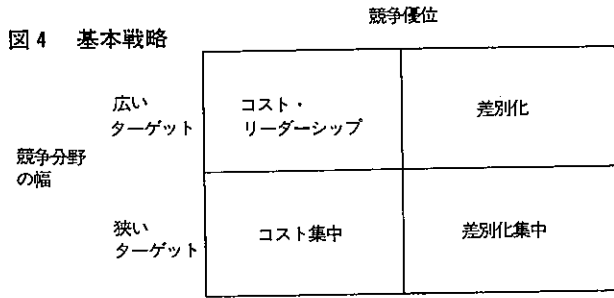 競争優位
図4 基本戦略
広い
ターゲット
コスト・
リーダーシップ
差別化
競争分野
の幅
狭い
ターゲット
コスト集中
差別化集中